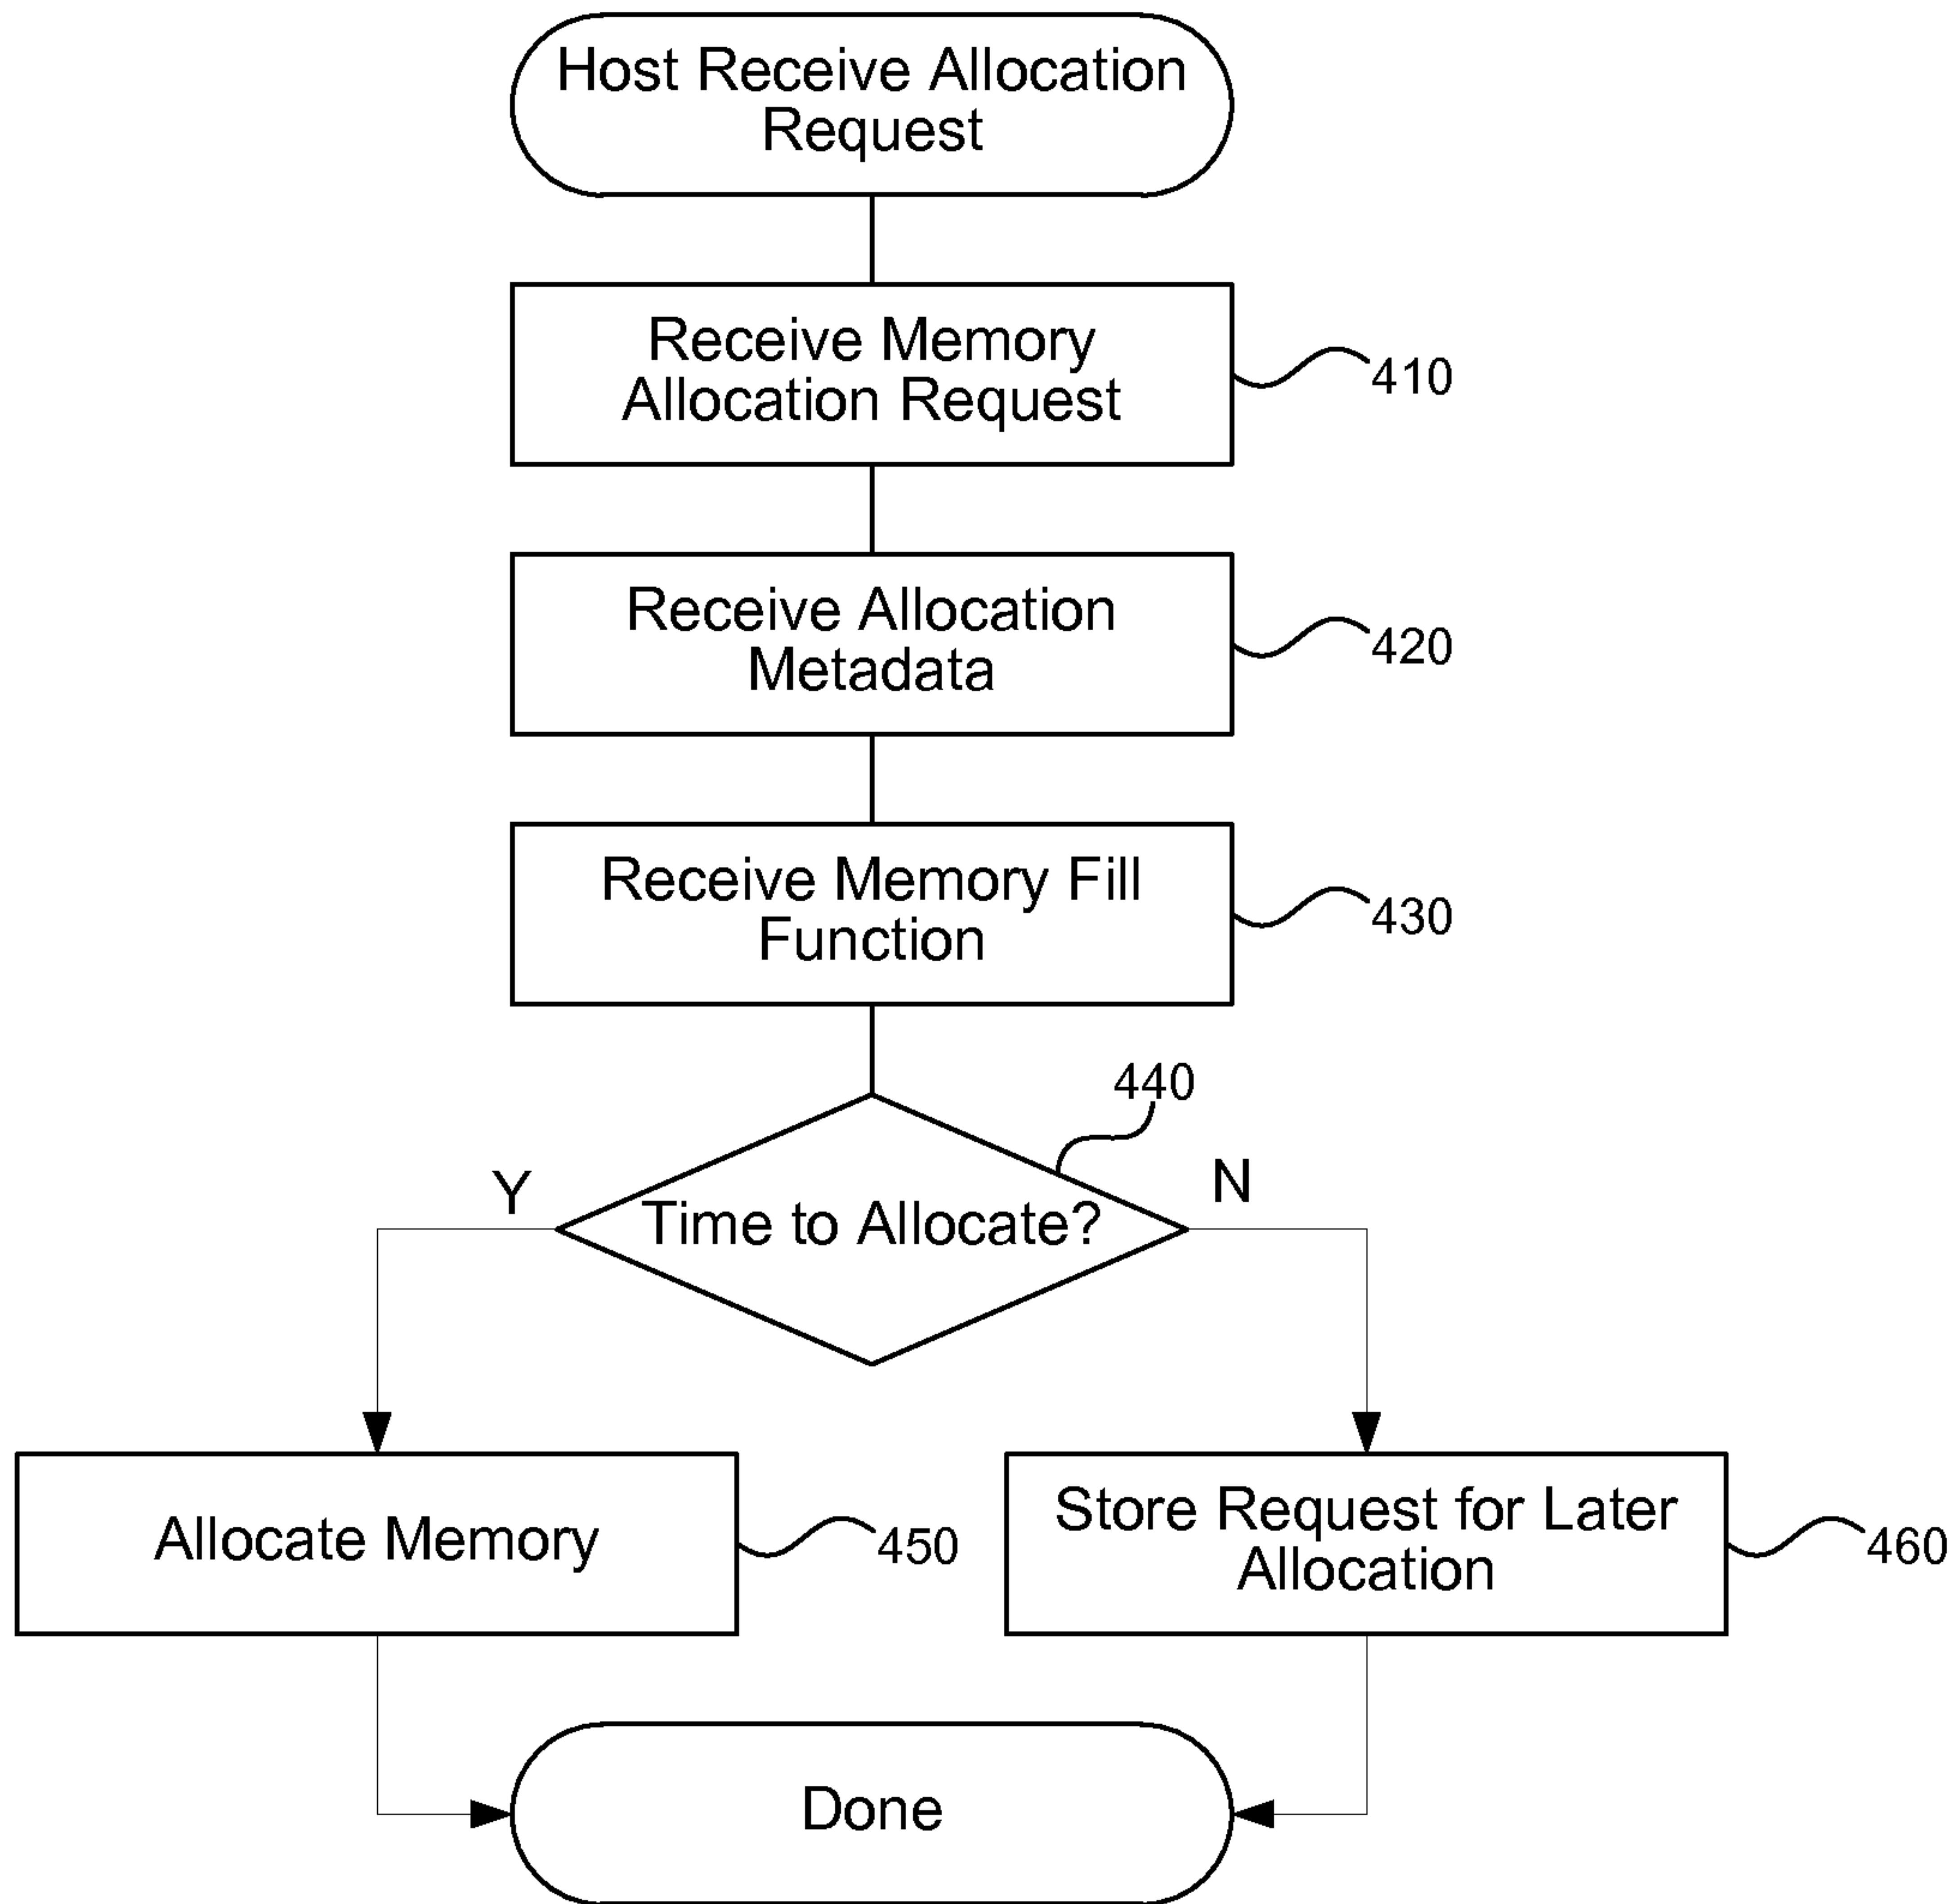 Host Receive Allocation
Request
Receive Memory
Allocation Request
410
Receive Allocation
Metadata
420
Receive Memory Fill
Function
430
440
Y
N
Time to Allocate?
Allocate Memory
450
Store Request for Later
Allocation
460
Done